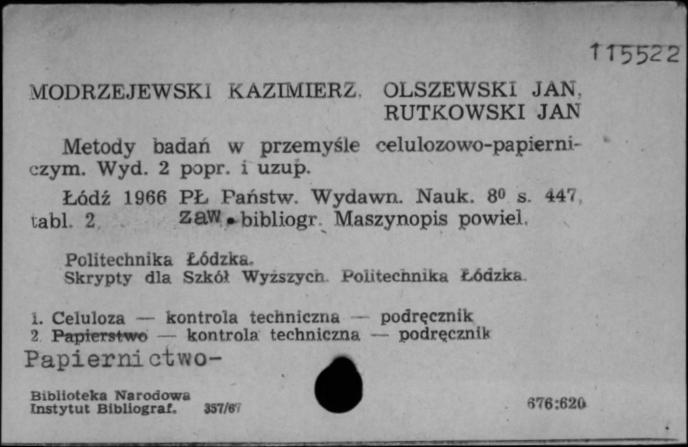 115522
MODRZEJEWSKI KAZIMIERZ, OLSZEWSKI JAN,
RUTKOWSKI JAN
Metody badań w przemyśle celulozowo-papierni-
czym. Wyd. 2 popr. i uzup.
Łódź 1966 PŁ Państw. Wydawn. Nauk. 8⁰ s. 447,
tabl. 2, zaw. bibliogr. Maszynopis powiel.
Politechnika Łódzka.
Skrypty dla Szkół Wyższych. Politechnika Łódzka.
1. Celuloza — kontrola techniczna — podręcznik
2. Papierstwo — kontrola techniczna — podręcznik
Papiernictwo-
Biblioteka Narodowa
Instytut Bibliograf. 357/67 676:620